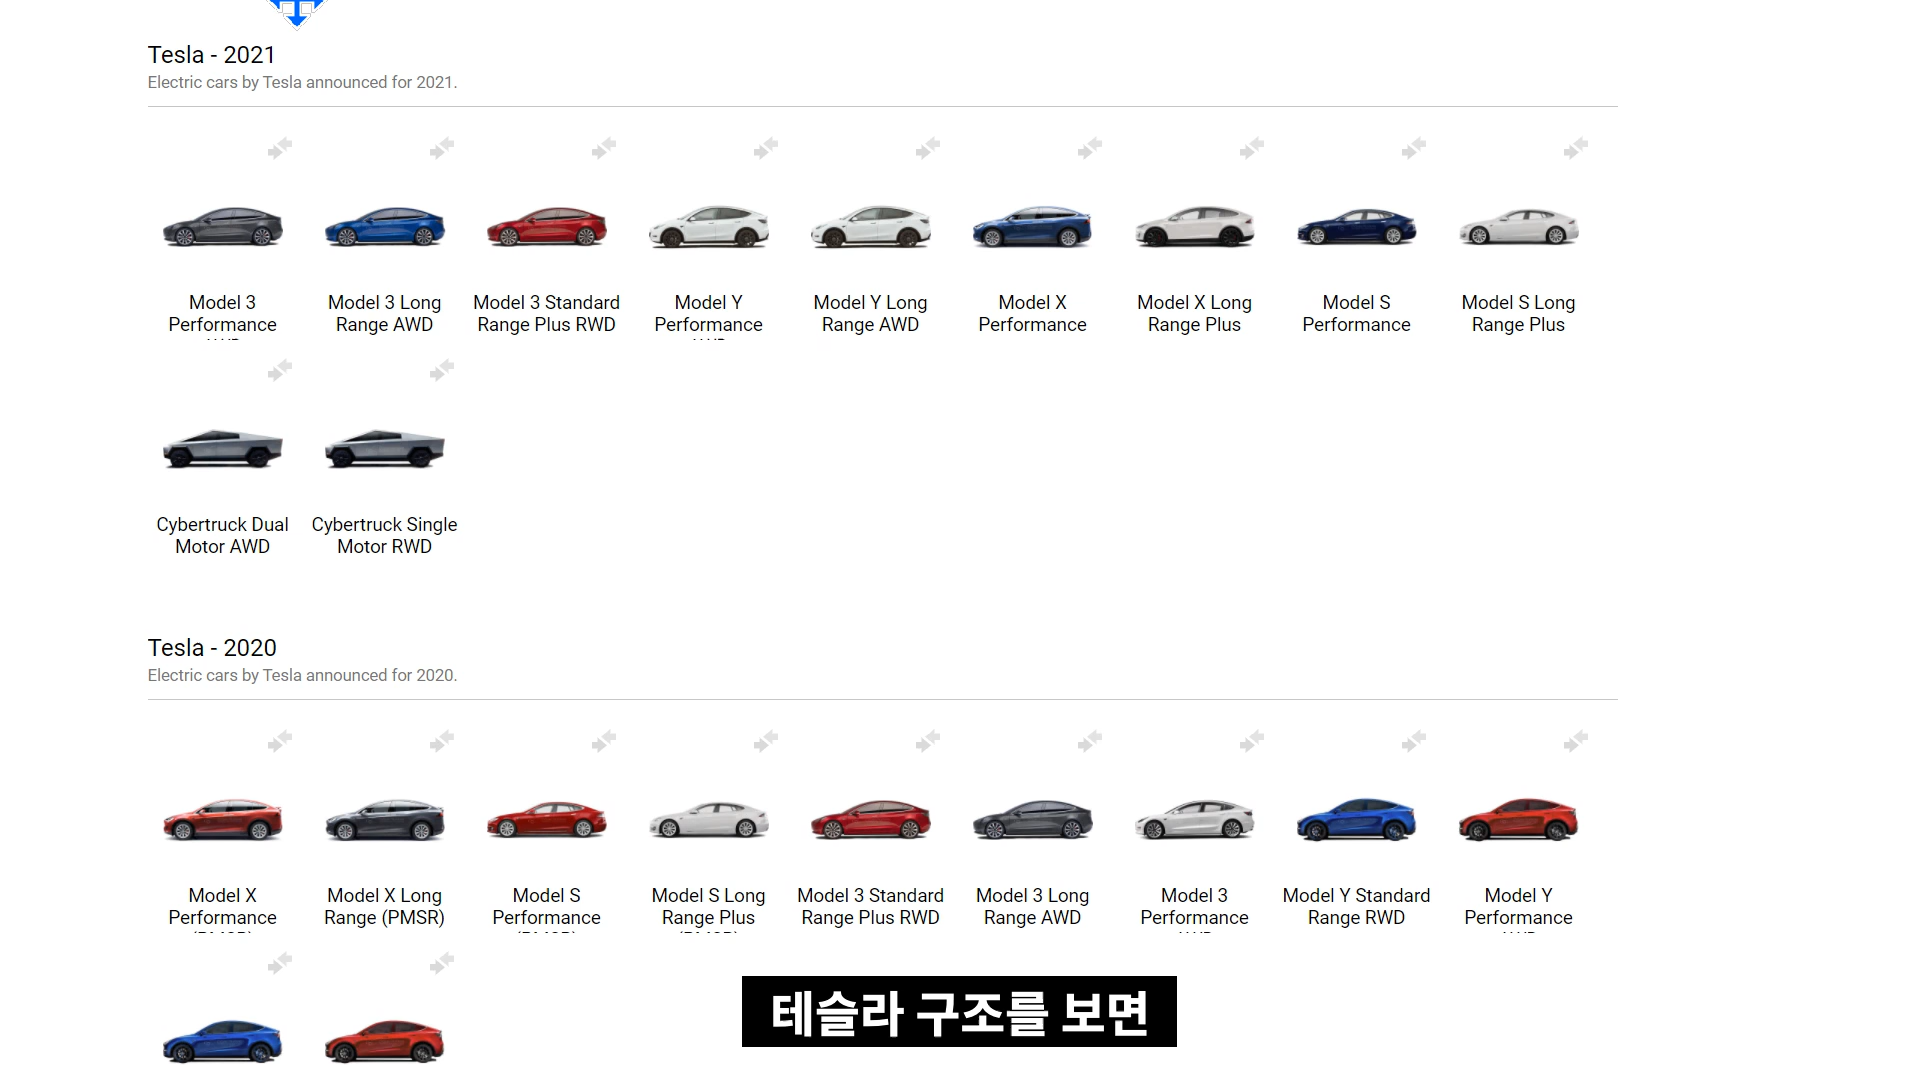 Tesla - 2021
Electric cars by Tesla announced for 2021.
Model 3 Performance
Model 3 Long Range AWD
Model 3 Standard Range Plus RWD
Model Y Performance
Model Y Long Range AWD
Model X Performance
Model X Long Range Plus
Model S Performance
Model S Long Range Plus
Cybertruck Dual Motor AWD
Cybertruck Single Motor RWD
Tesla - 2020
Electric cars by Tesla announced for 2020.
Model X Performance
Model X Long Range (PMSR)
Model S Performance
Model S Long Range Plus
Model 3 Standard Range Plus RWD
Model 3 Long Range AWD
Model 3 Performance
Model Y Standard Range RWD
Model Y Performance
테슬라 구조를 보면